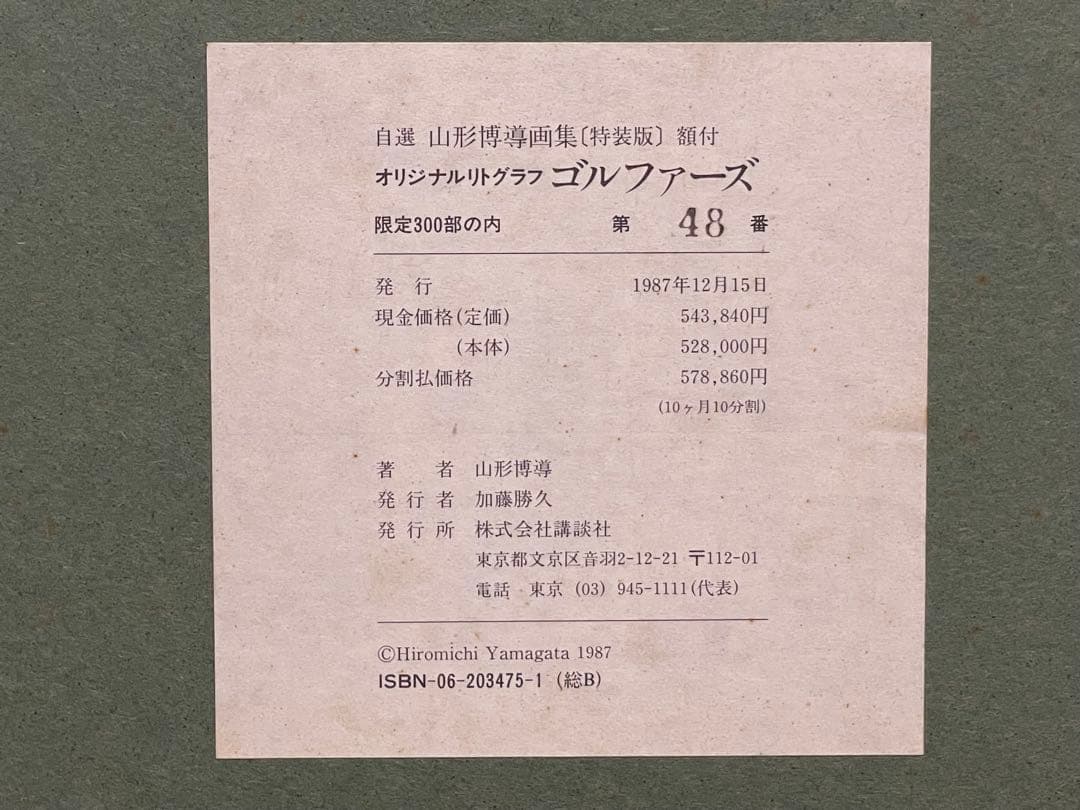 自選 山形博導画集〔特装版〕額付
オリジナルリトグラフ ゴルファーズ
限定300部の内 第 48 番
発 行 1987年12月15日
現金価格(定価) 543,840円
(本体) 528,000円
分割払価格 578,860円
(10ヶ月10分割)
著 者 山形博導
発行者 加藤勝久
発行所 株式会社講談社
東京都文京区音羽2-12-21 〒112-01
電話 東京 (03) 945-1111(代表)
©Hiromichi Yamagata 1987
ISBN-06-203475-1 (総B)